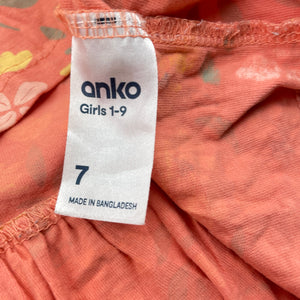 anko
Girls 1-9
7
MADE IN BANGLADESH